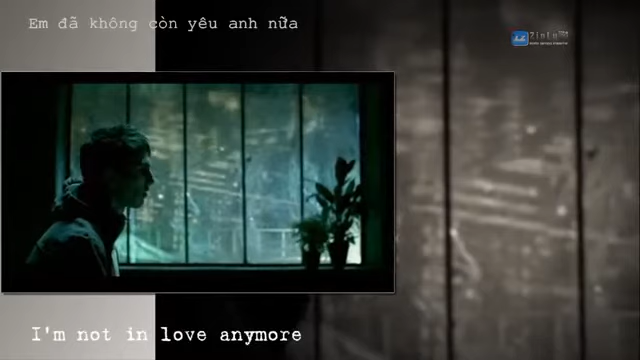 Em đã không còn yêu anh nữa
I'm not in love anymore